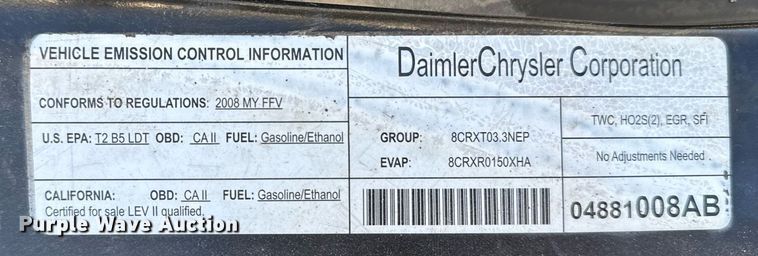 VEHICLE EMISSION CONTROL INFORMATION
CONFORMS TO REGULATIONS: 2008 MY FFV
U.S. EPA: T2 B5 LDT OBD: CA II FUEL: Gasoline/Ethanol
CALIFORNIA: OBD: CA II FUEL: Gasoline/Ethanol
Certified for sale LEV II qualified.
DaimlerChrysler Corporation
GROUP: 8CRXT03.3NEP
EVAP: 8CRXR0150XHA
TWC, HO2S(2), EGR, SFI
No Adjustments Needed
04881008AB
Purple Wave Auction